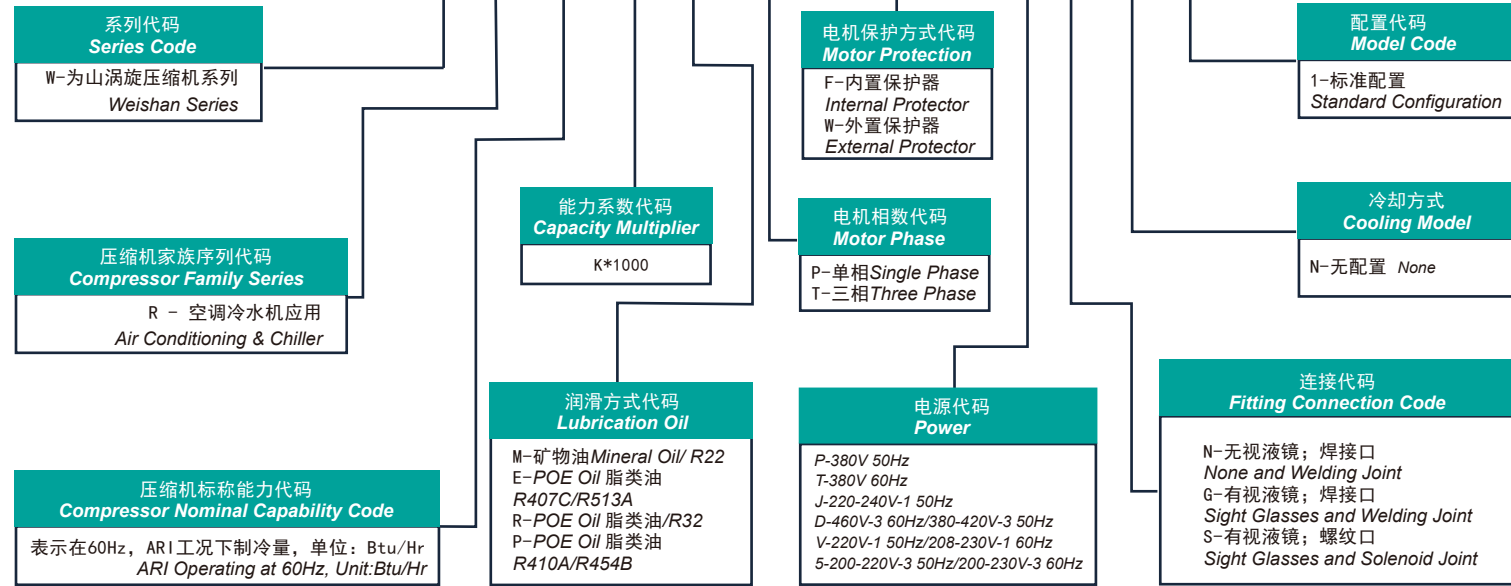 系列代码
Series Code
W-为山涡旋压缩机系列
Weishan Series
电机保护方式代码
Motor Protection
F-内置保护器
Internal Protector
W-外置保护器
External Protector
配置代码
Model Code
1-标准配置
Standard Configuration
能力系数代码
Capacity Multiplier
K*1000
电机相数代码
Motor Phase
P-单相Single Phase
T-三相Three Phase
冷却方式
Cooling Model
N-无配置 None
压缩机家族序列代码
Compressor Family Series
R - 空调冷水机应用
Air Conditioning & Chiller
润滑方式代码
Lubrication Oil
M-矿物油Mineral Oil/ R22
E-POE Oil 脂类油
R407C/R513A
R-POE Oil 脂类油/R32
P-POE Oil 脂类油
R410A/R454B
电源代码
Power
P-380V 50Hz
T-380V 60Hz
J-220-240V-1 50Hz
D-460V-3 60Hz/380-420V-3 50Hz
V-220V-1 50Hz/208-230V-1 60Hz
5-200-220V-3 50Hz/200-230V-3 60Hz
连接代码
Fitting Connection Code
N-无视液镜；焊接口
None and Welding Joint
G-有视液镜；焊接口
Sight Glasses and Welding Joint
S-有视液镜；螺纹口
Sight Glasses and Solenoid Joint
压缩机标称能力代码
Compressor Nominal Capability Code
表示在60Hz，ARI工况下制冷量，单位：Btu/Hr
ARI Operating at 60Hz, Unit:Btu/Hr